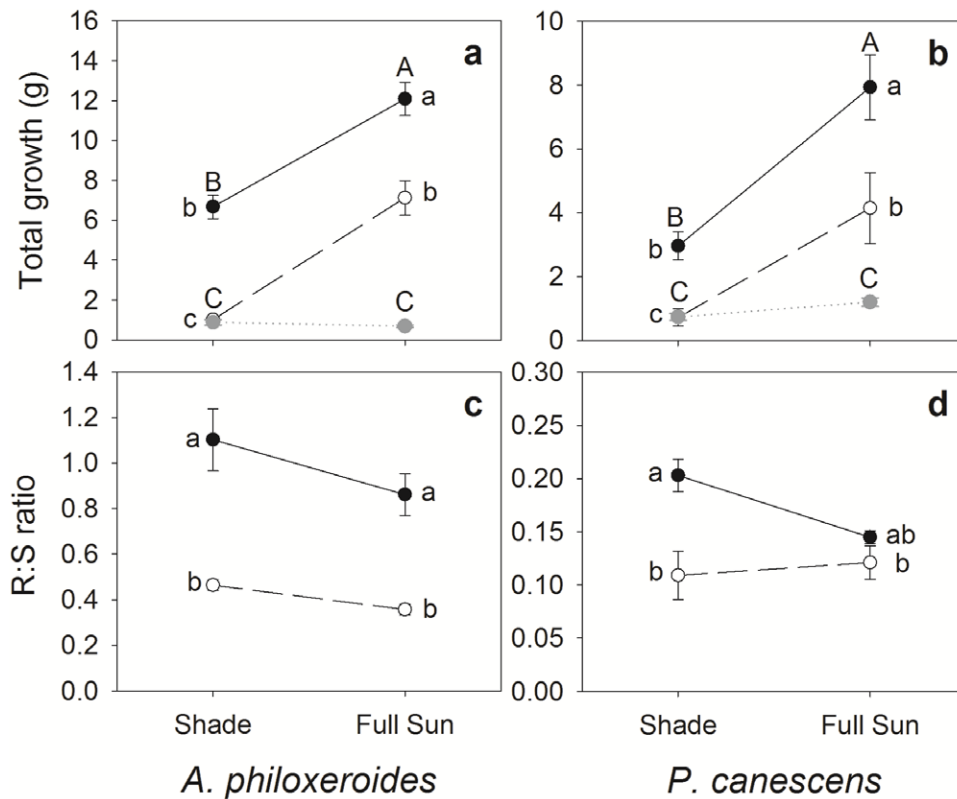 Total growth (g)
16
14
12
10
8
6
4
2
0
a
A
a
B
b
b
C
C
c
10
8
6
4
2
0
b
A
a
B
b
b
C
C
c
R:S ratio
1.4
1.2
1.0
0.8
0.6
0.4
0.2
0.0
c
a
a
b
b
0.30
0.25
0.20
0.15
0.10
0.05
0.00
d
a
ab
b
b
Shade Full Sun Shade Full Sun
A. philoxeroides P. canescens